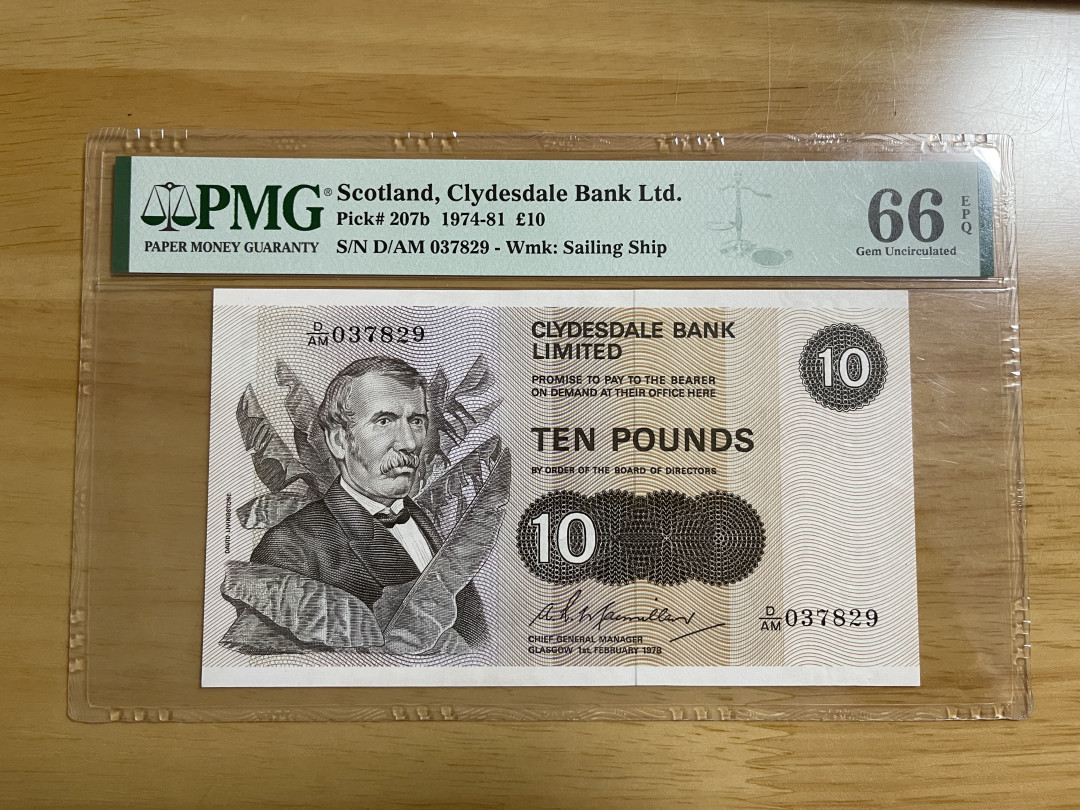 PMG®
PAPER MONEY GUARANTY
Scotland, Clydesdale Bank Ltd.
Pick# 207b 1974-81 £10
S/N D/AM 037829 - Wmk: Sailing Ship
66
EPQ
Gem Uncirculated
D/AM 037829
CLYDESDALE BANK
LIMITED
PROMISE TO PAY TO THE BEARER
ON DEMAND AT THEIR OFFICE HERE
10
TEN POUNDS
BY ORDER OF THE BOARD OF DIRECTORS
DAVID LIVINGSTONE
10
A.R. Macmillan
D/AM 037829
CHIEF GENERAL MANAGER
GLASGOW 1st. FEBRUARY 1978